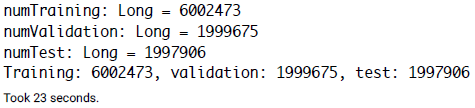 numTraining: Long = 6002473
numValidation: Long = 1999675
numTest: Long = 1997906
Training: 6002473, validation: 1999675, test: 1997906
Took 23 seconds.